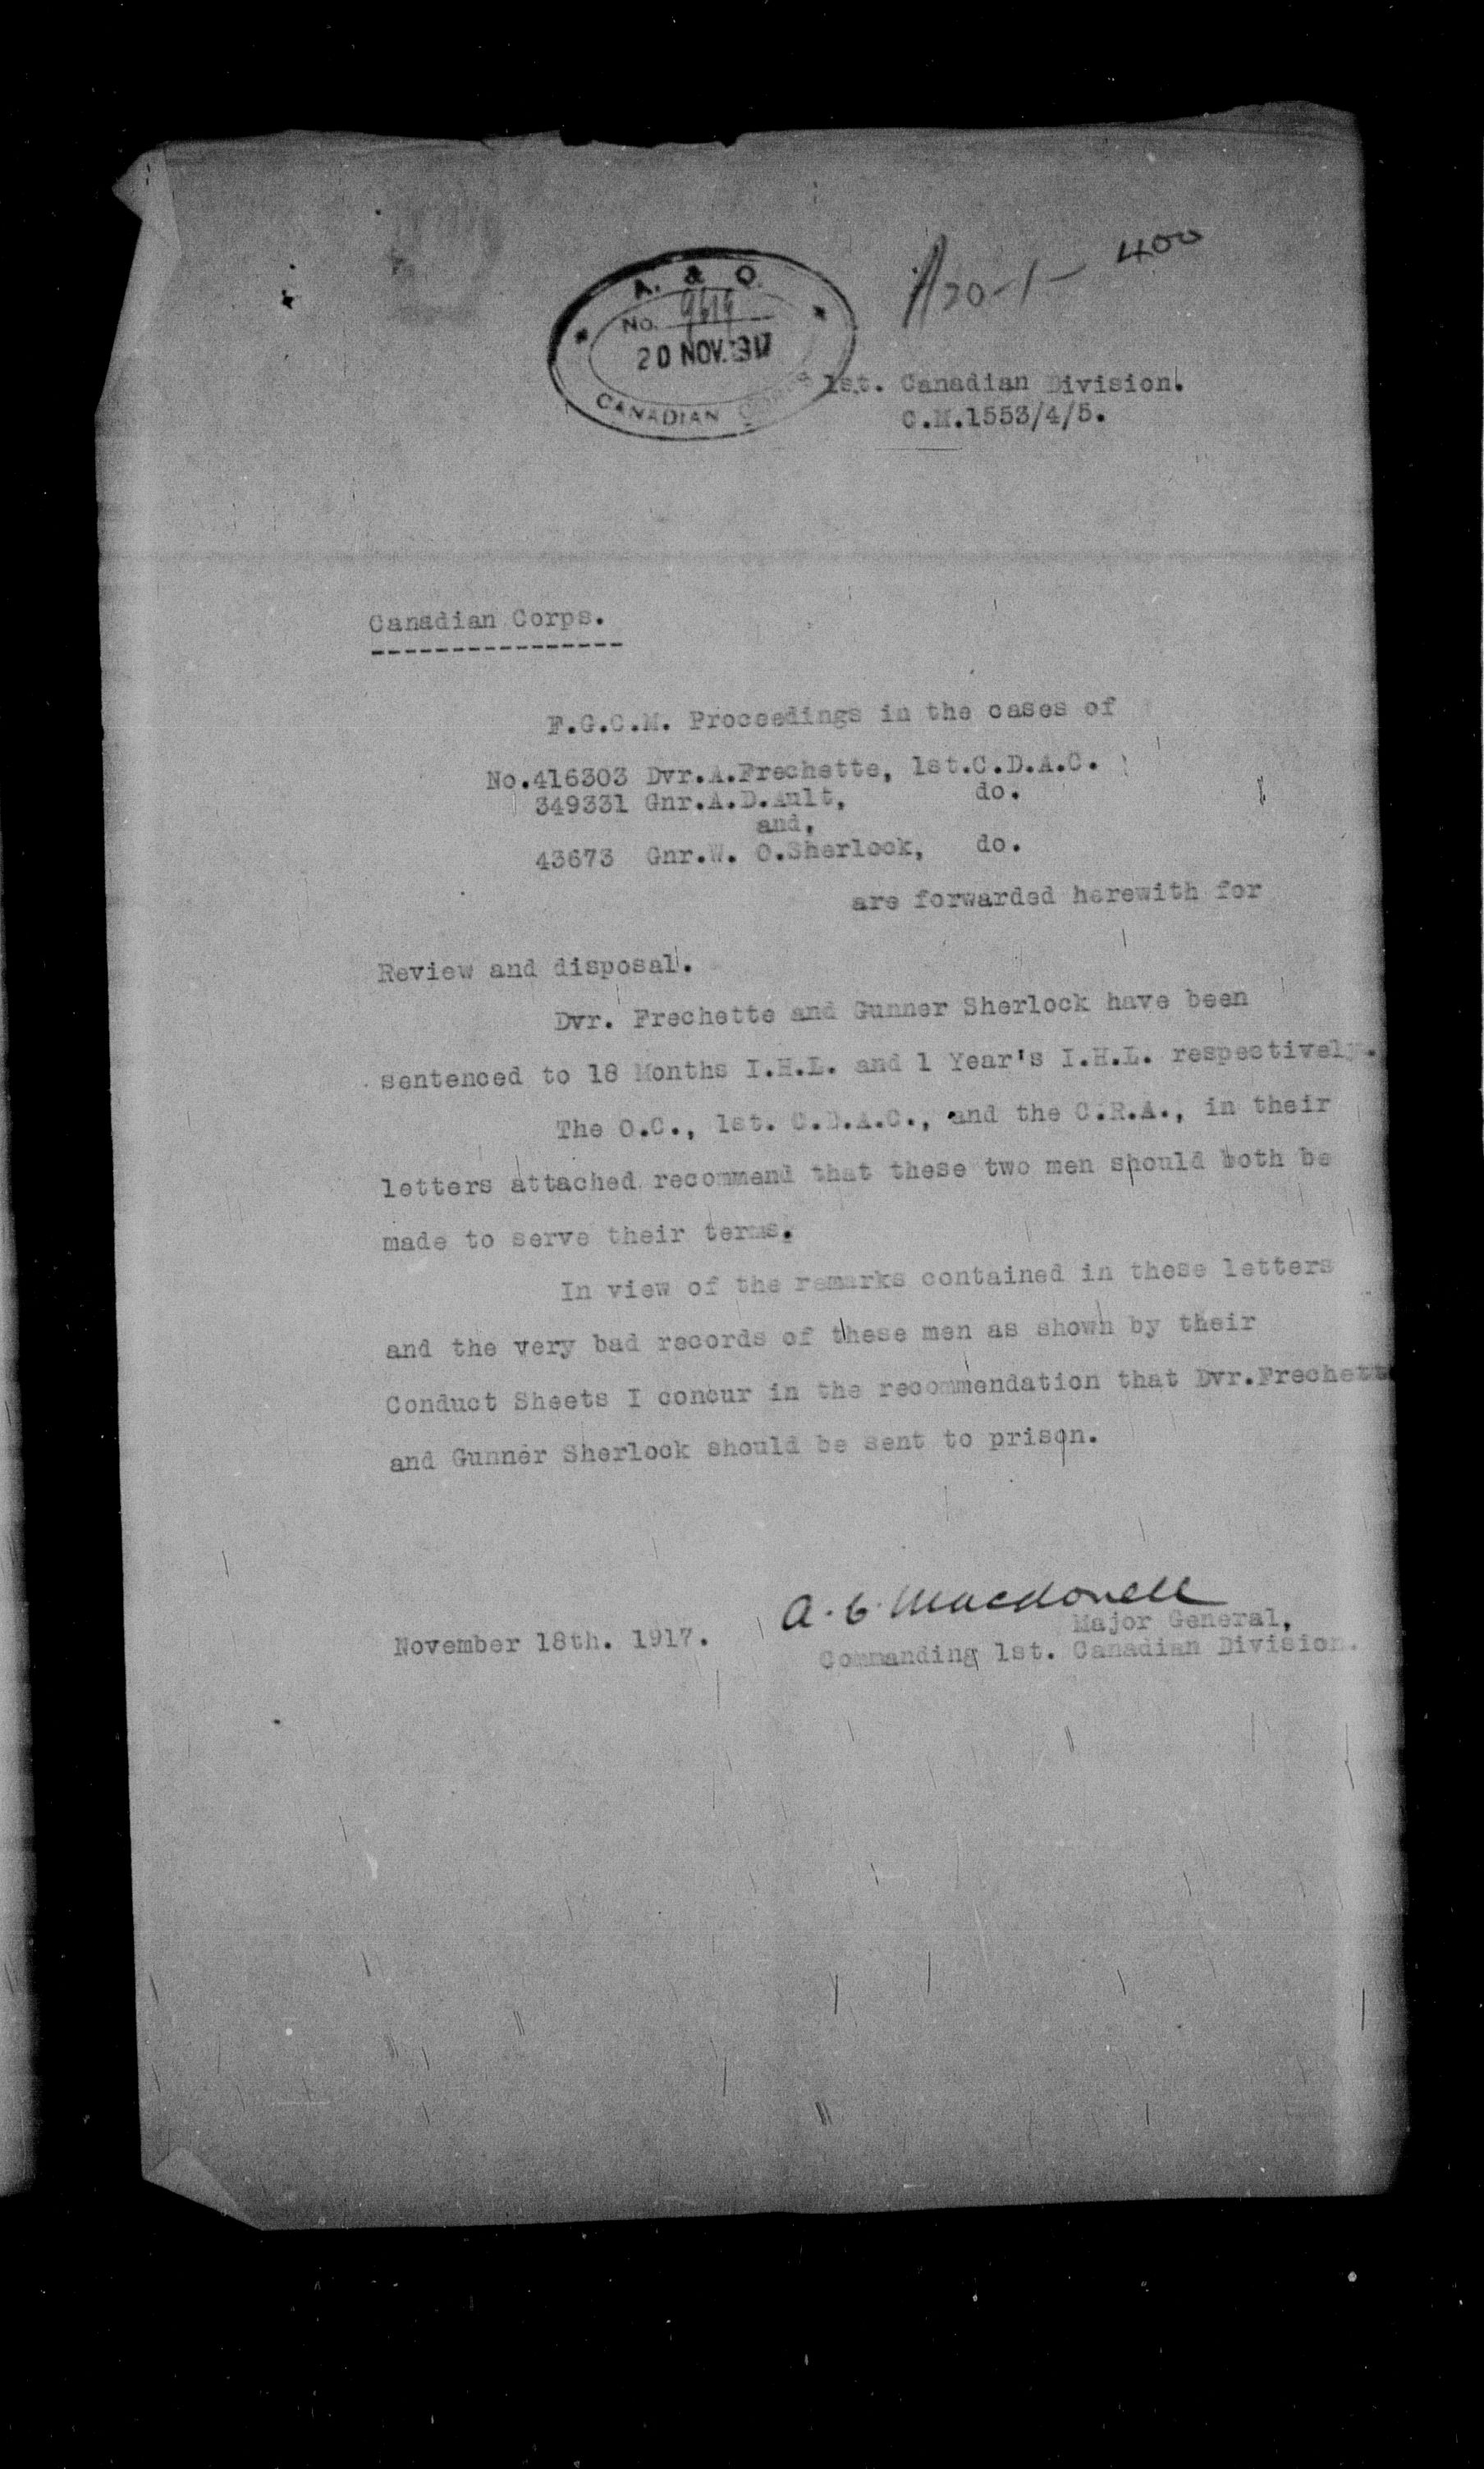 A. & Q.
No.
20 NOV.
CANADIAN CORPS
20-1- 400
1st. Canadian Division.
C.M.1553/4/5.
Canadian Corps.
F.G.C.M. Proceedings in the cases of
No.416303 Dvr.A.Frechette, 1st.C.D.A.C.
349331 Gnr.A.D.Ault, do.
and,
43673 Gnr.W. O.Sherlock, do.
are forwarded herewith for
Review and disposal.
Dvr. Frechette and Gunner Sherlock have been
sentenced to 18 Months I.H.L. and 1 Year's I.H.L. respectively.
The O.C., 1st. C.D.A.C., and the C.R.A., in their
letters attached recommend that these two men should both be
made to serve their terms.
In view of the remarks contained in these letters
and the very bad records of these men as shown by their
Conduct Sheets I concur in the recommendation that Dvr.Frechette
and Gunner Sherlock should be sent to prison.
A. C. Macdonell
Major General,
November 18th. 1917.
Commanding 1st. Canadian Division.